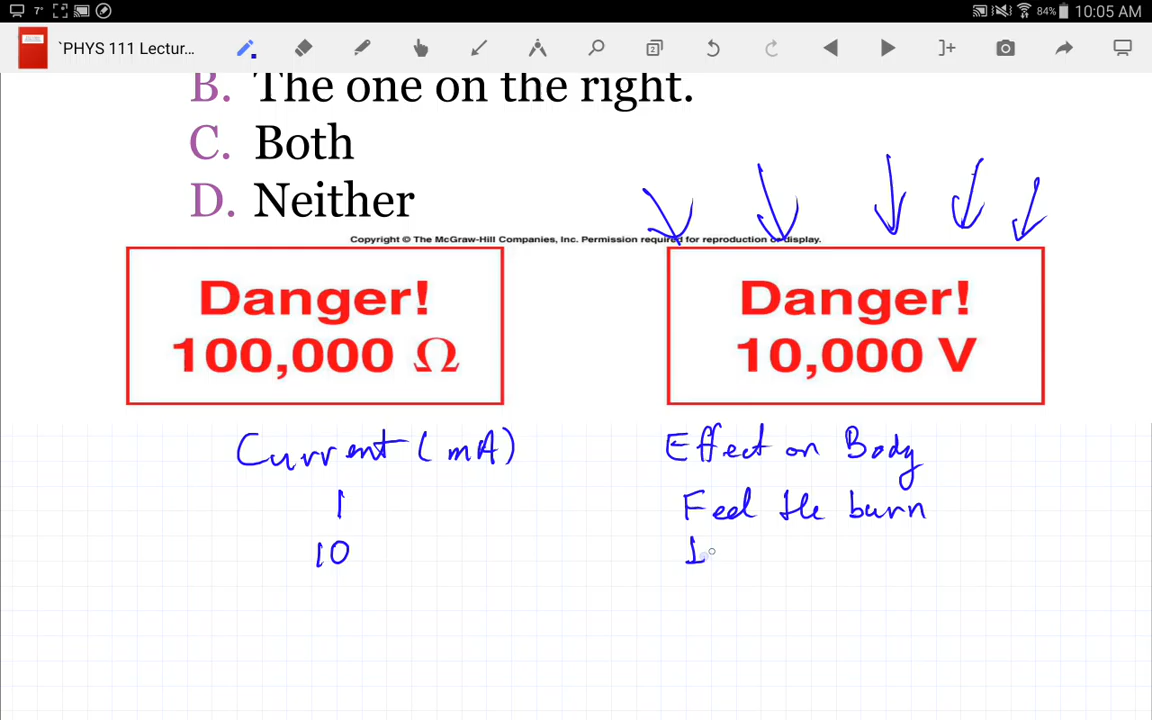 7° 84% 10:05 AM
`PHYS 111 Lectur... 2
B. The one on the right.
C. Both
D. Neither
Copyright © The McGraw-Hill Companies, Inc. Permission required for reproduction or display.
Danger!
100,000 Ω
Danger!
10,000 V
Current (mA) Effect on Body
1 Feel the burn
10 I